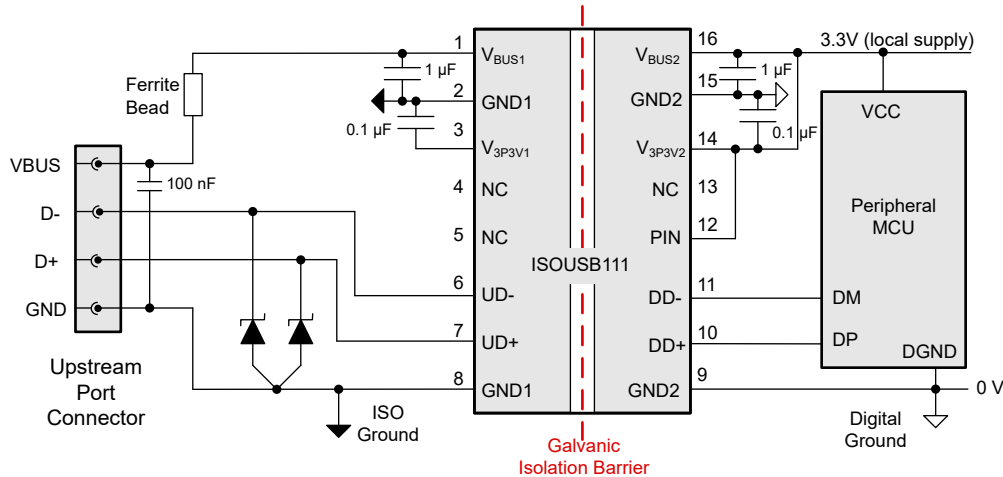 VBUS
D-
D+
GND
Upstream
Port
Connector
Ferrite
Bead
100 nF
1 µF
0.1 µF
ISO
Ground
1
2
3
4
5
6
7
8
VBUS1
GND1
V3P3V1
NC
NC
UD-
UD+
GND1
ISOUSB111
Galvanic
Isolation Barrier
VBUS2
GND2
V3P3V2
NC
PIN
DD-
DD+
GND2
16
15
14
13
12
11
10
9
1 µF
0.1 µF
3.3V (local supply)
VCC
Peripheral
MCU
DM
DP
DGND
0 V
Digital
Ground